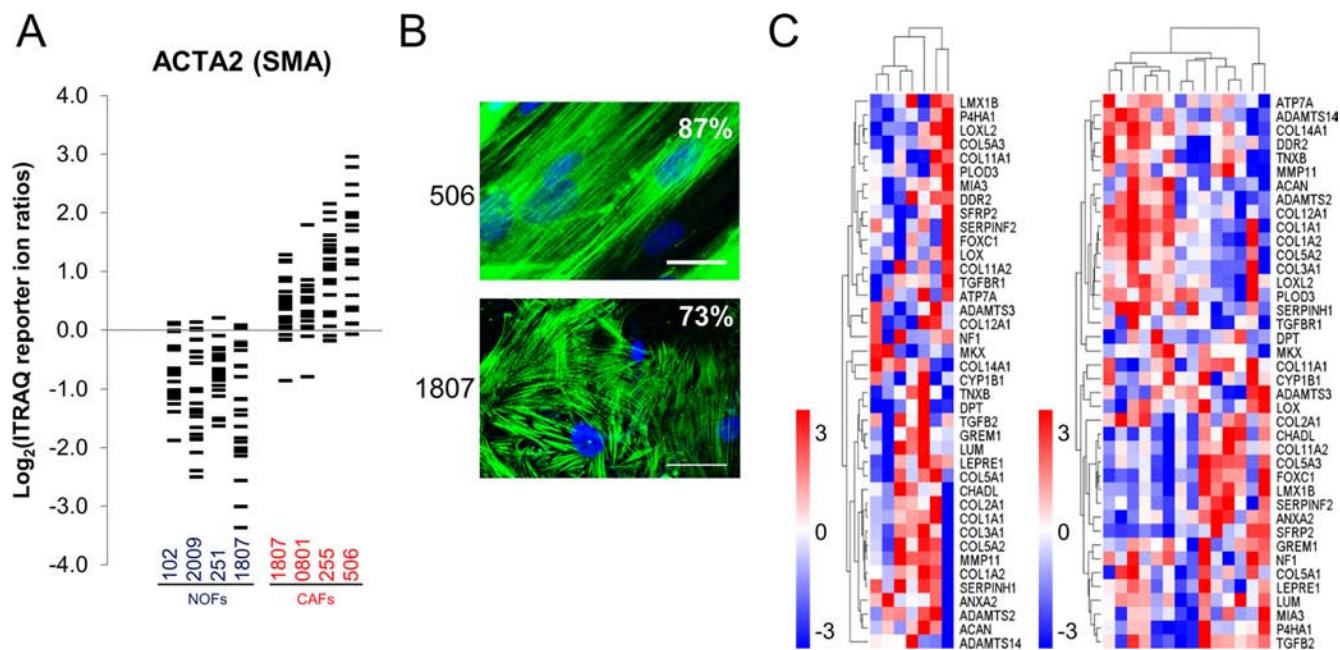 A
ACTA2 (SMA)
Log2(ITRAQ reporter ion ratios)
4.0
3.0
2.0
1.0
0.0
-1.0
-2.0
-3.0
-4.0
102
2009
251
1807
NOFs
1807
0801
255
506
CAFs
B
506
87%
1807
73%
C
3
0
-3
LMX1B
P4HA1
LOXL2
COL5A3
COL11A1
PLOD3
MIA3
DDR2
SFRP2
SERPINF2
FOXC1
LOX
COL11A2
TGFBR1
ATP7A
ADAMTS3
COL12A1
NF1
MKX
COL14A1
CYP1B1
TNXB
DPT
TGFB2
GREM1
LUM
LEPRE1
COL5A1
CHADL
COL2A1
COL1A1
COL3A1
COL5A2
MMP11
COL1A2
SERPINH1
ANXA2
ADAMTS2
ACAN
ADAMTS14
3
0
-3
ATP7A
ADAMTS14
COL14A1
DDR2
TNXB
MMP11
ACAN
ADAMTS2
COL12A1
COL1A1
COL1A2
COL5A2
COL3A1
LOXL2
PLOD3
SERPINH1
TGFBR1
DPT
MKX
COL11A1
CYP1B1
ADAMTS3
LOX
COL2A1
CHADL
COL11A2
COL5A3
FOXC1
LMX1B
SERPINF2
ANXA2
SFRP2
GREM1
NF1
COL5A1
LEPRE1
LUM
MIA3
P4HA1
TGFB2